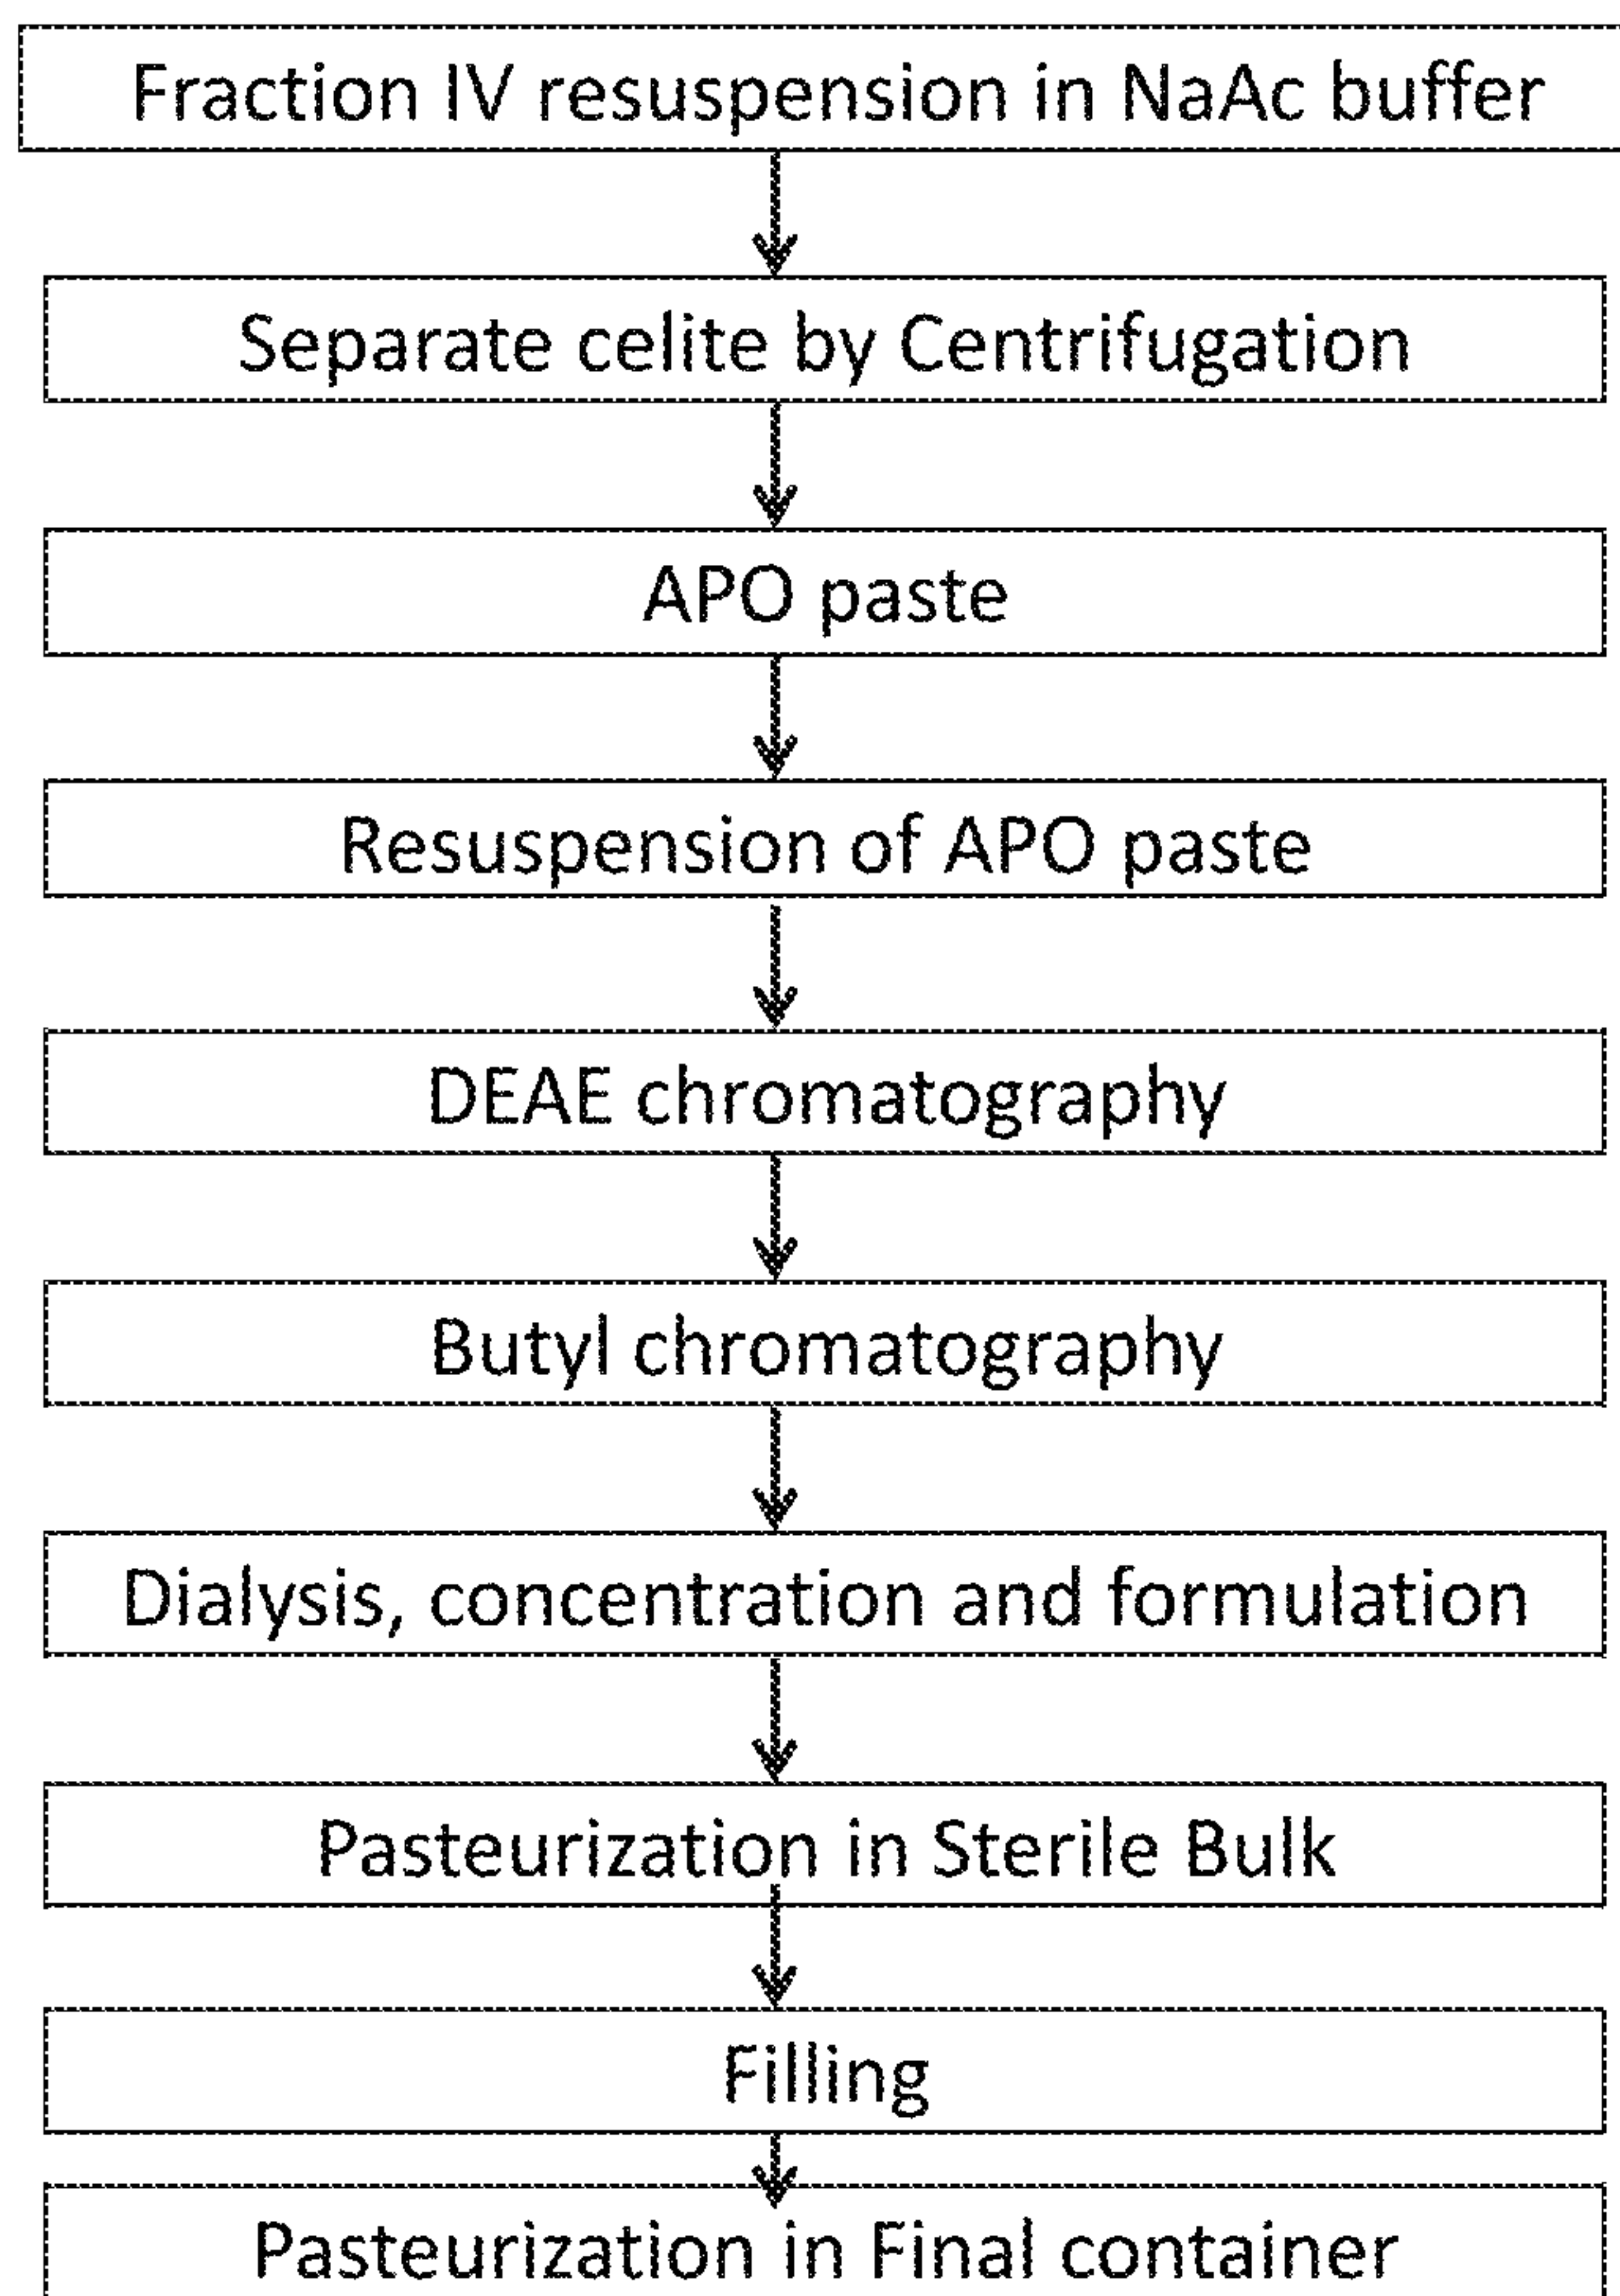 Fraction IV resuspension in NaAc buffer
Separate celite by Centrifugation
APO paste
Resuspension of APO paste
DEAE chromatography
Butyl chromatography
Dialysis, concentration and formulation
Pasteurization in Sterile Bulk
Filling
Pasteurization in Final container